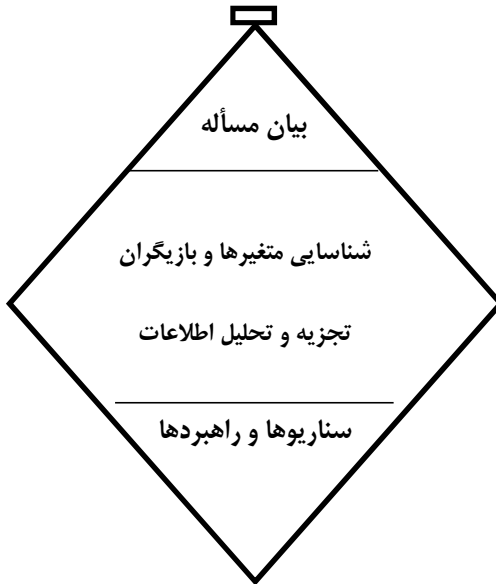 بیان مسأله
شناسایی متغیرها و بازیگران
تجزیه و تحلیل اطلاعات
سناریوها و راهبردها